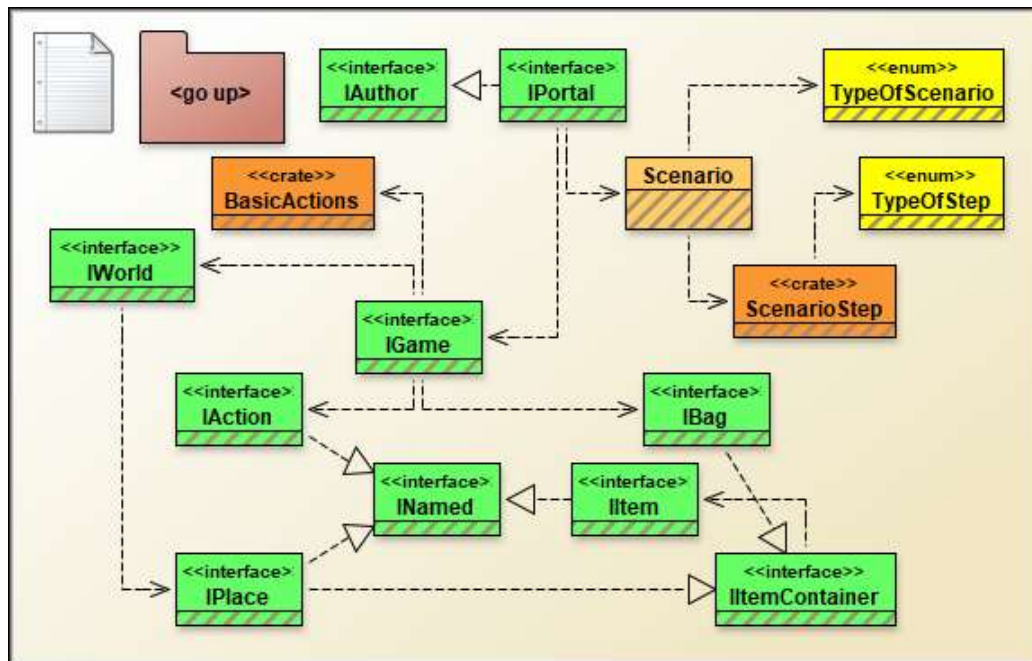 <<interface>
IAuthor
<<interface>
IPortal
<<enum>>
TypeOfScenario
<go up>
<<crate>>
BasicActions
Scenario
<<enum>>
TypeOfStep
<<interface>>
IWorld
<<crate>>
ScenarioStep
<<interface>
IGame
<<interface>
IAction
<<interface>
IBag
<<interface>
INamed
<<interface>
IItem
<<interface>
IPlace
<<interface>>
IItemContainer